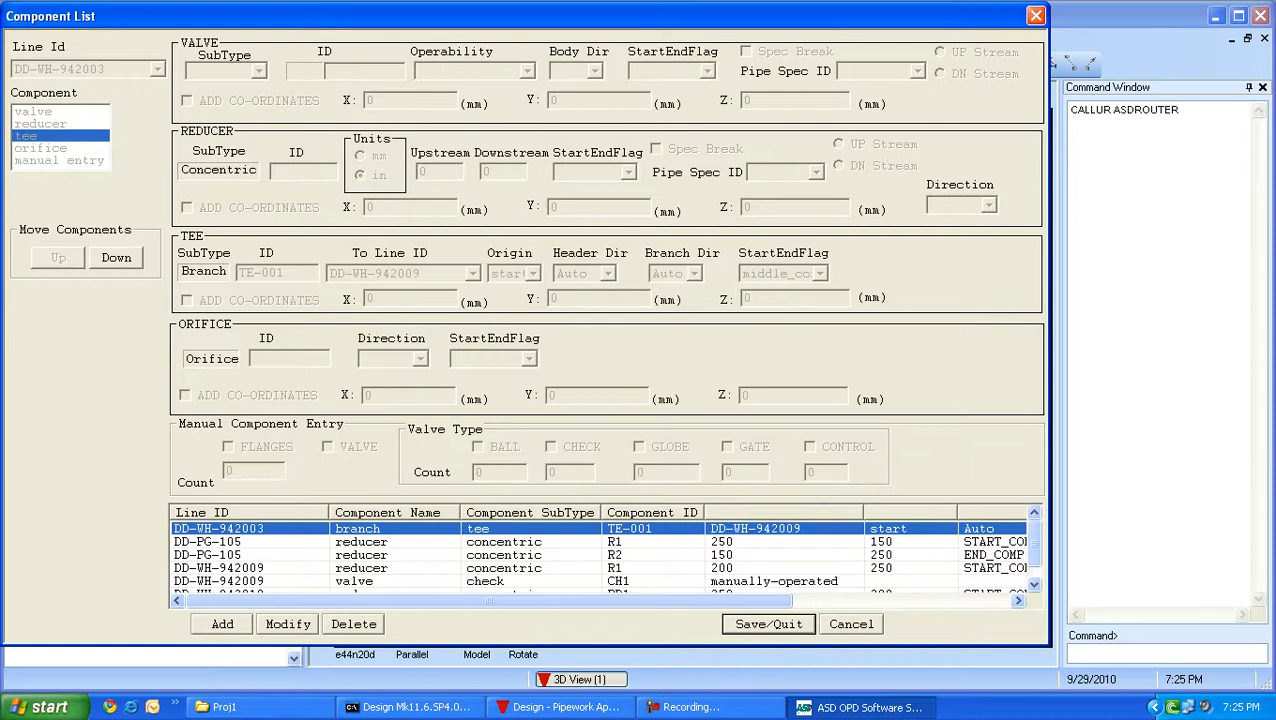 Component List
Line Id
DD-WH-942003
Component
valve
reducer
tee
orifice
manual entry
Move Components
Up
Down
VALVE
SubType
ID
Operability
Body Dir
StartEndFlag
Spec Break
UP Stream
Pipe Spec ID
DN Stream
ADD CO-ORDINATES
X: 0 (mm)
Y: 0 (mm)
Z: 0 (mm)
REDUCER
SubType
ID
Units
mm
in
Upstream
Downstream
StartEndFlag
Spec Break
UP Stream
Concentric
0
0
Pipe Spec ID
DN Stream
Direction
ADD CO-ORDINATES
X: 0 (mm)
Y: 0 (mm)
Z: 0 (mm)
TEE
SubType ID To Line ID Origin Header Dir Branch Dir StartEndFlag
Branch TE-001 DD-WH-942009 start Auto Auto middle_co
ADD CO-ORDINATES
X: 0 (mm)
Y: 0 (mm)
Z: 0 (mm)
ORIFICE
ID
Direction
StartEndFlag
Orifice
ADD CO-ORDINATES
X: 0 (mm)
Y: 0 (mm)
Z: 0 (mm)
Manual Component Entry
Valve Type
FLANGES
VALVE
BALL
CHECK
GLOBE
GATE
CONTROL
Count 0
Count 0 0 0 0 0
Line ID Component Name Component SubType Component ID
DD-WH-942003 branch tee TE-001 DD-WH-942009 start Auto
DD-PG-105 reducer concentric R1 250 150 START_CO
DD-PG-105 reducer concentric R2 150 250 END_COMP
DD-WH-942009 reducer concentric R1 200 250 START_CO
DD-WH-942009 valve check CH1 manually-operated
Add
Modify
Delete
Save/Quit
Cancel
Command Window
CALLUR ASDROUTER
Command>
e44n20d Parallel Model Rotate
3D View (1)
9/29/2010 7:25 PM
start
Proj1
Design Mk11.6.SP4.0...
Design - Pipework Ap...
Recording...
ASD OPD Software S...
7:25 PM